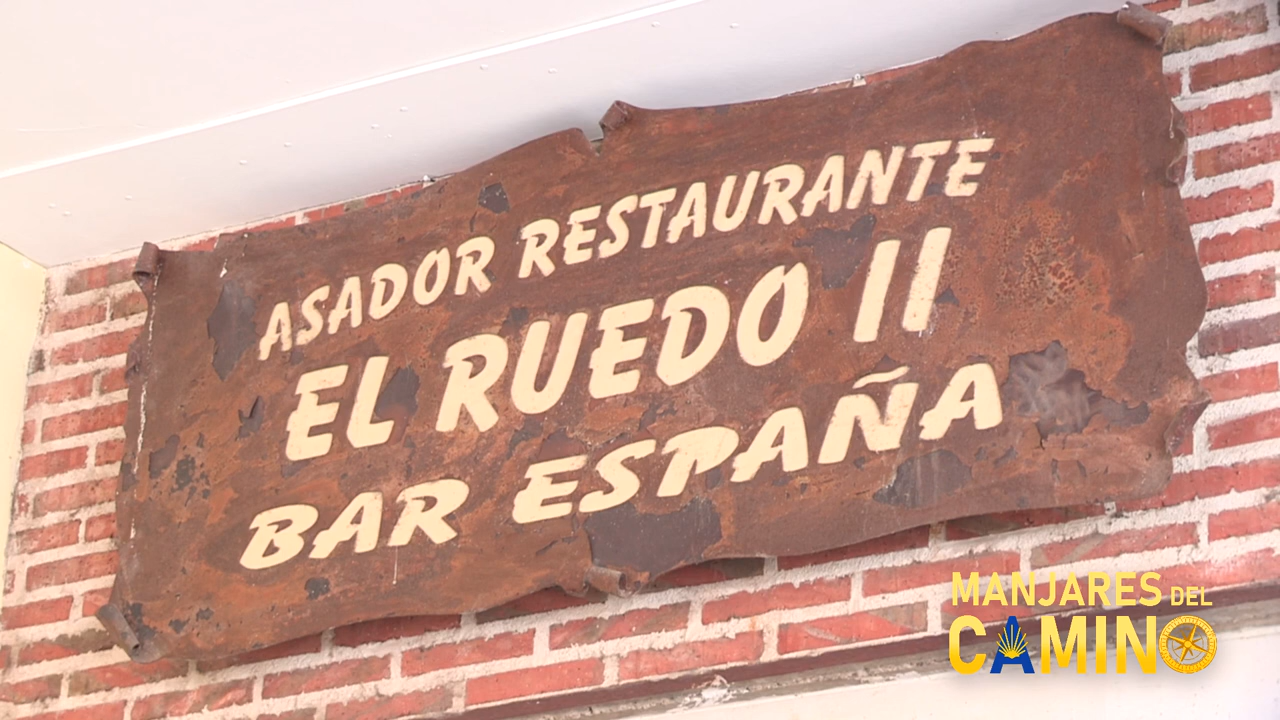 ASADOR RESTAURANTE
EL RUEDO II
BAR ESPAÑA
MANJARES DEL
CAMINO